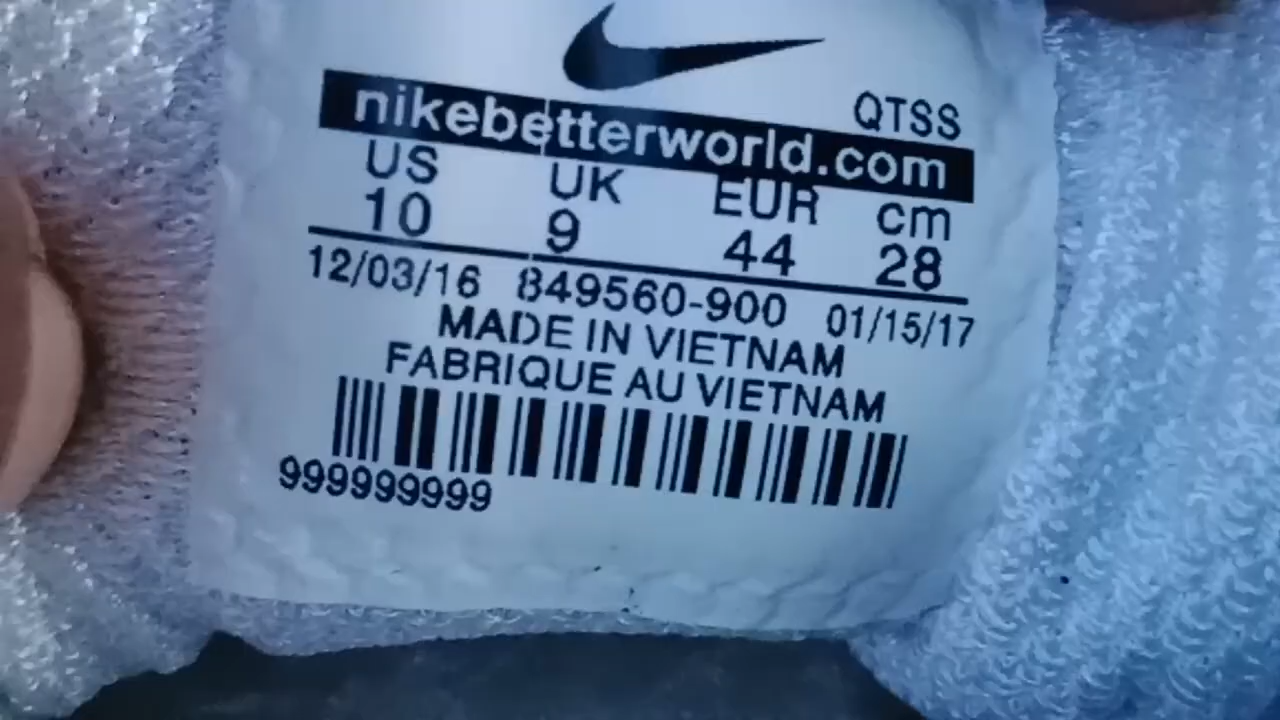 QTSS
nikebetterworld.com
US UK EUR cm
10 9 44 28
12/03/16 849560-900 01/15/17
MADE IN VIETNAM
FABRIQUE AU VIETNAM
999999999